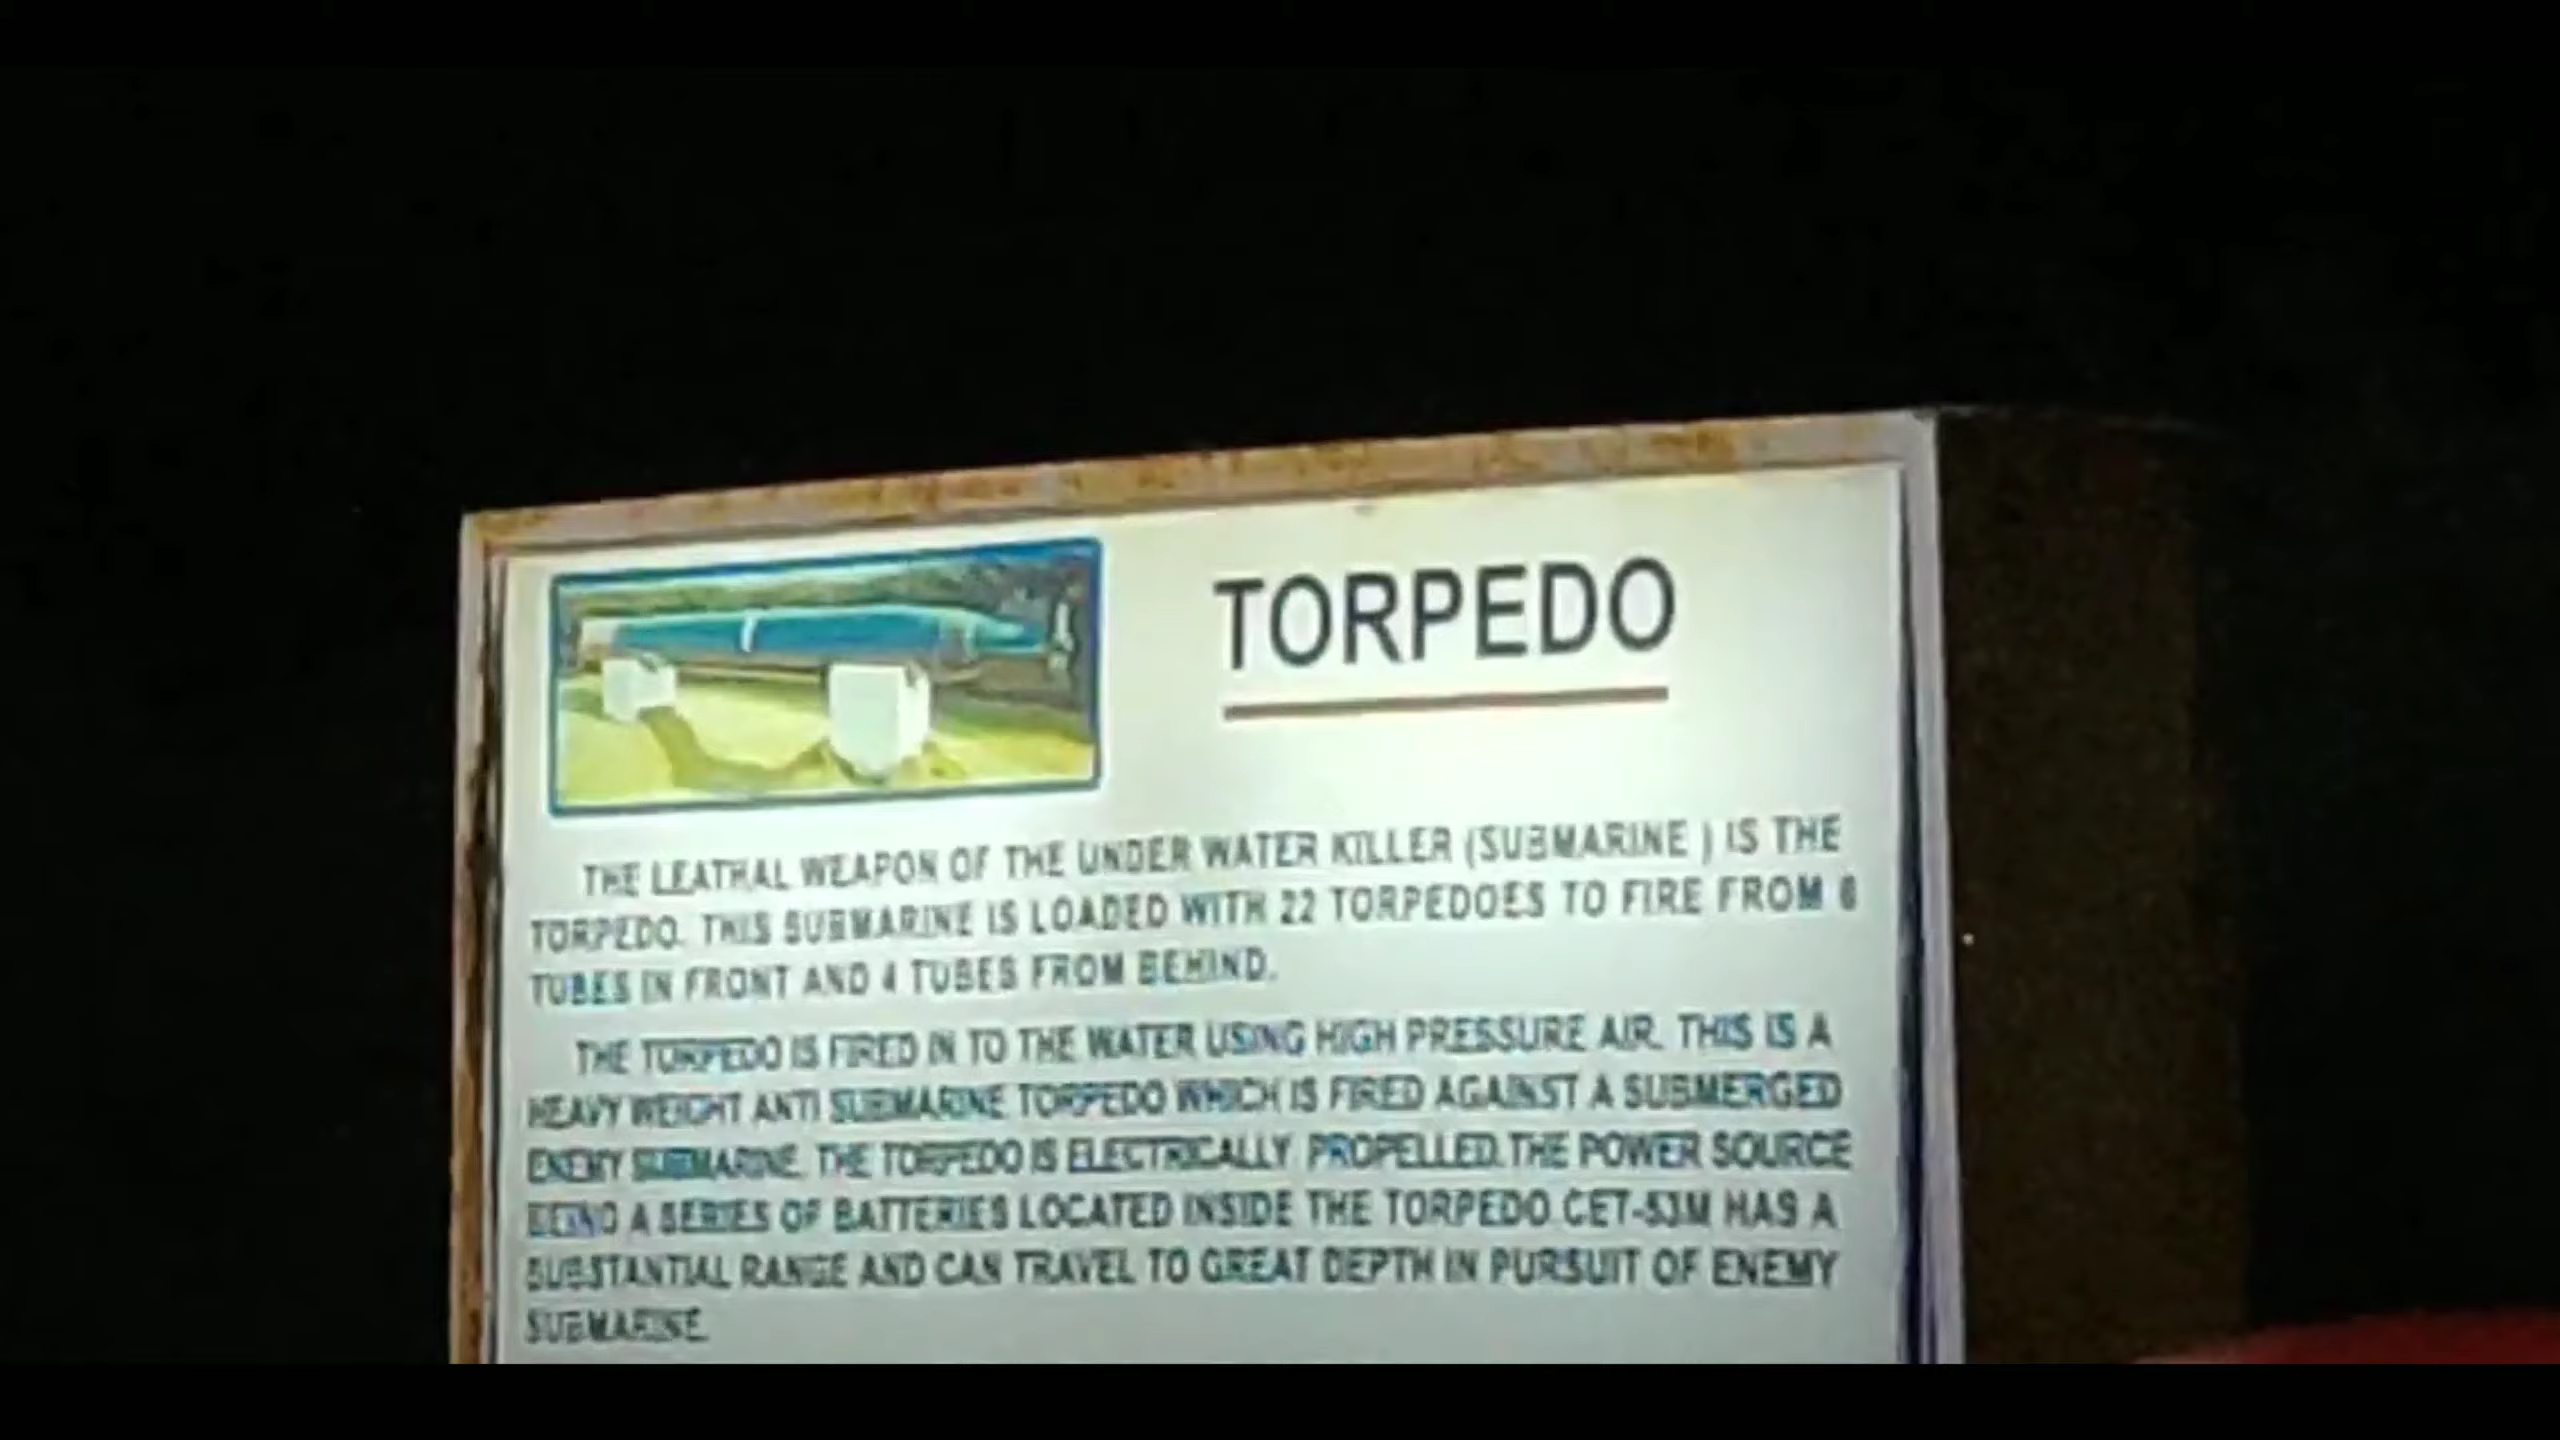 TORPEDO
THE LEATHAL WEAPON OF THE UNDER WATER KILLER (SUBMARINE ) IS THE
TORPEDO. THIS SUBMARINE IS LOADED WITH 22 TORPEDOES TO FIRE FROM 6
TUBES IN FRONT AND 4 TUBES FROM BEHIND.
THE TORPEDO IS FIRED IN TO THE WATER USING HIGH PRESSURE AIR. THIS IS A
HEAVY WEIGHT ANTI SUBMARINE TORPEDO WHICH IS FIRED AGAINST A SUBMERGED
ENEMY SUBMARINE. THE TORPEDO IS ELECTRICALLY PROPELLED.THE POWER SOURCE
BEING A SERIES OF BATTERIES LOCATED INSIDE THE TORPEDO CET-53M HAS A
SUBSTANTIAL RANGE AND CAN TRAVEL TO GREAT DEPTH IN PURSUIT OF ENEMY
SUBMARINE.